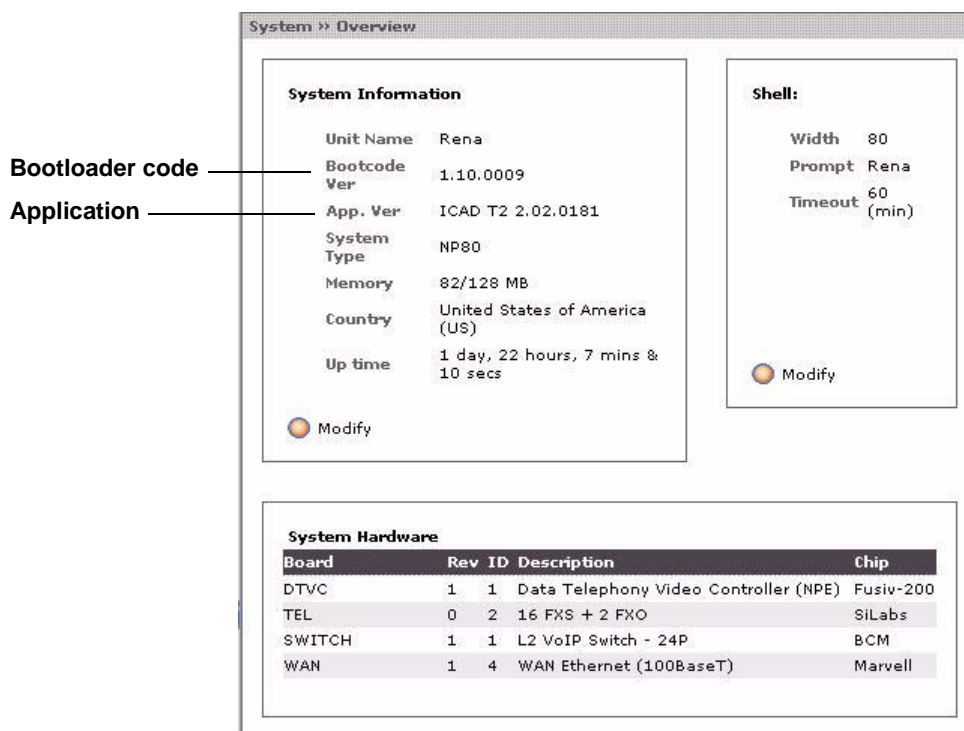 System » Overview
System Information
Unit Name Rena
Bootcode Ver 1.10.0009
App. Ver ICAD T2 2.02.0181
System Type NP80
Memory 82/128 MB
Country United States of America (US)
Up time 1 day, 22 hours, 7 mins & 10 secs
Modify
Shell:
Width 80
Prompt Rena
Timeout 60 (min)
Modify
Bootloader code
Application
System Hardware
Board Rev ID Description Chip
DTVC 1 1 Data Telephony Video Controller (NPE) Fusiv-200
TEL 0 2 16 FXS + 2 FXO SiLabs
SWITCH 1 1 L2 VoIP Switch - 24P BCM
WAN 1 4 WAN Ethernet (100BaseT) Marvell